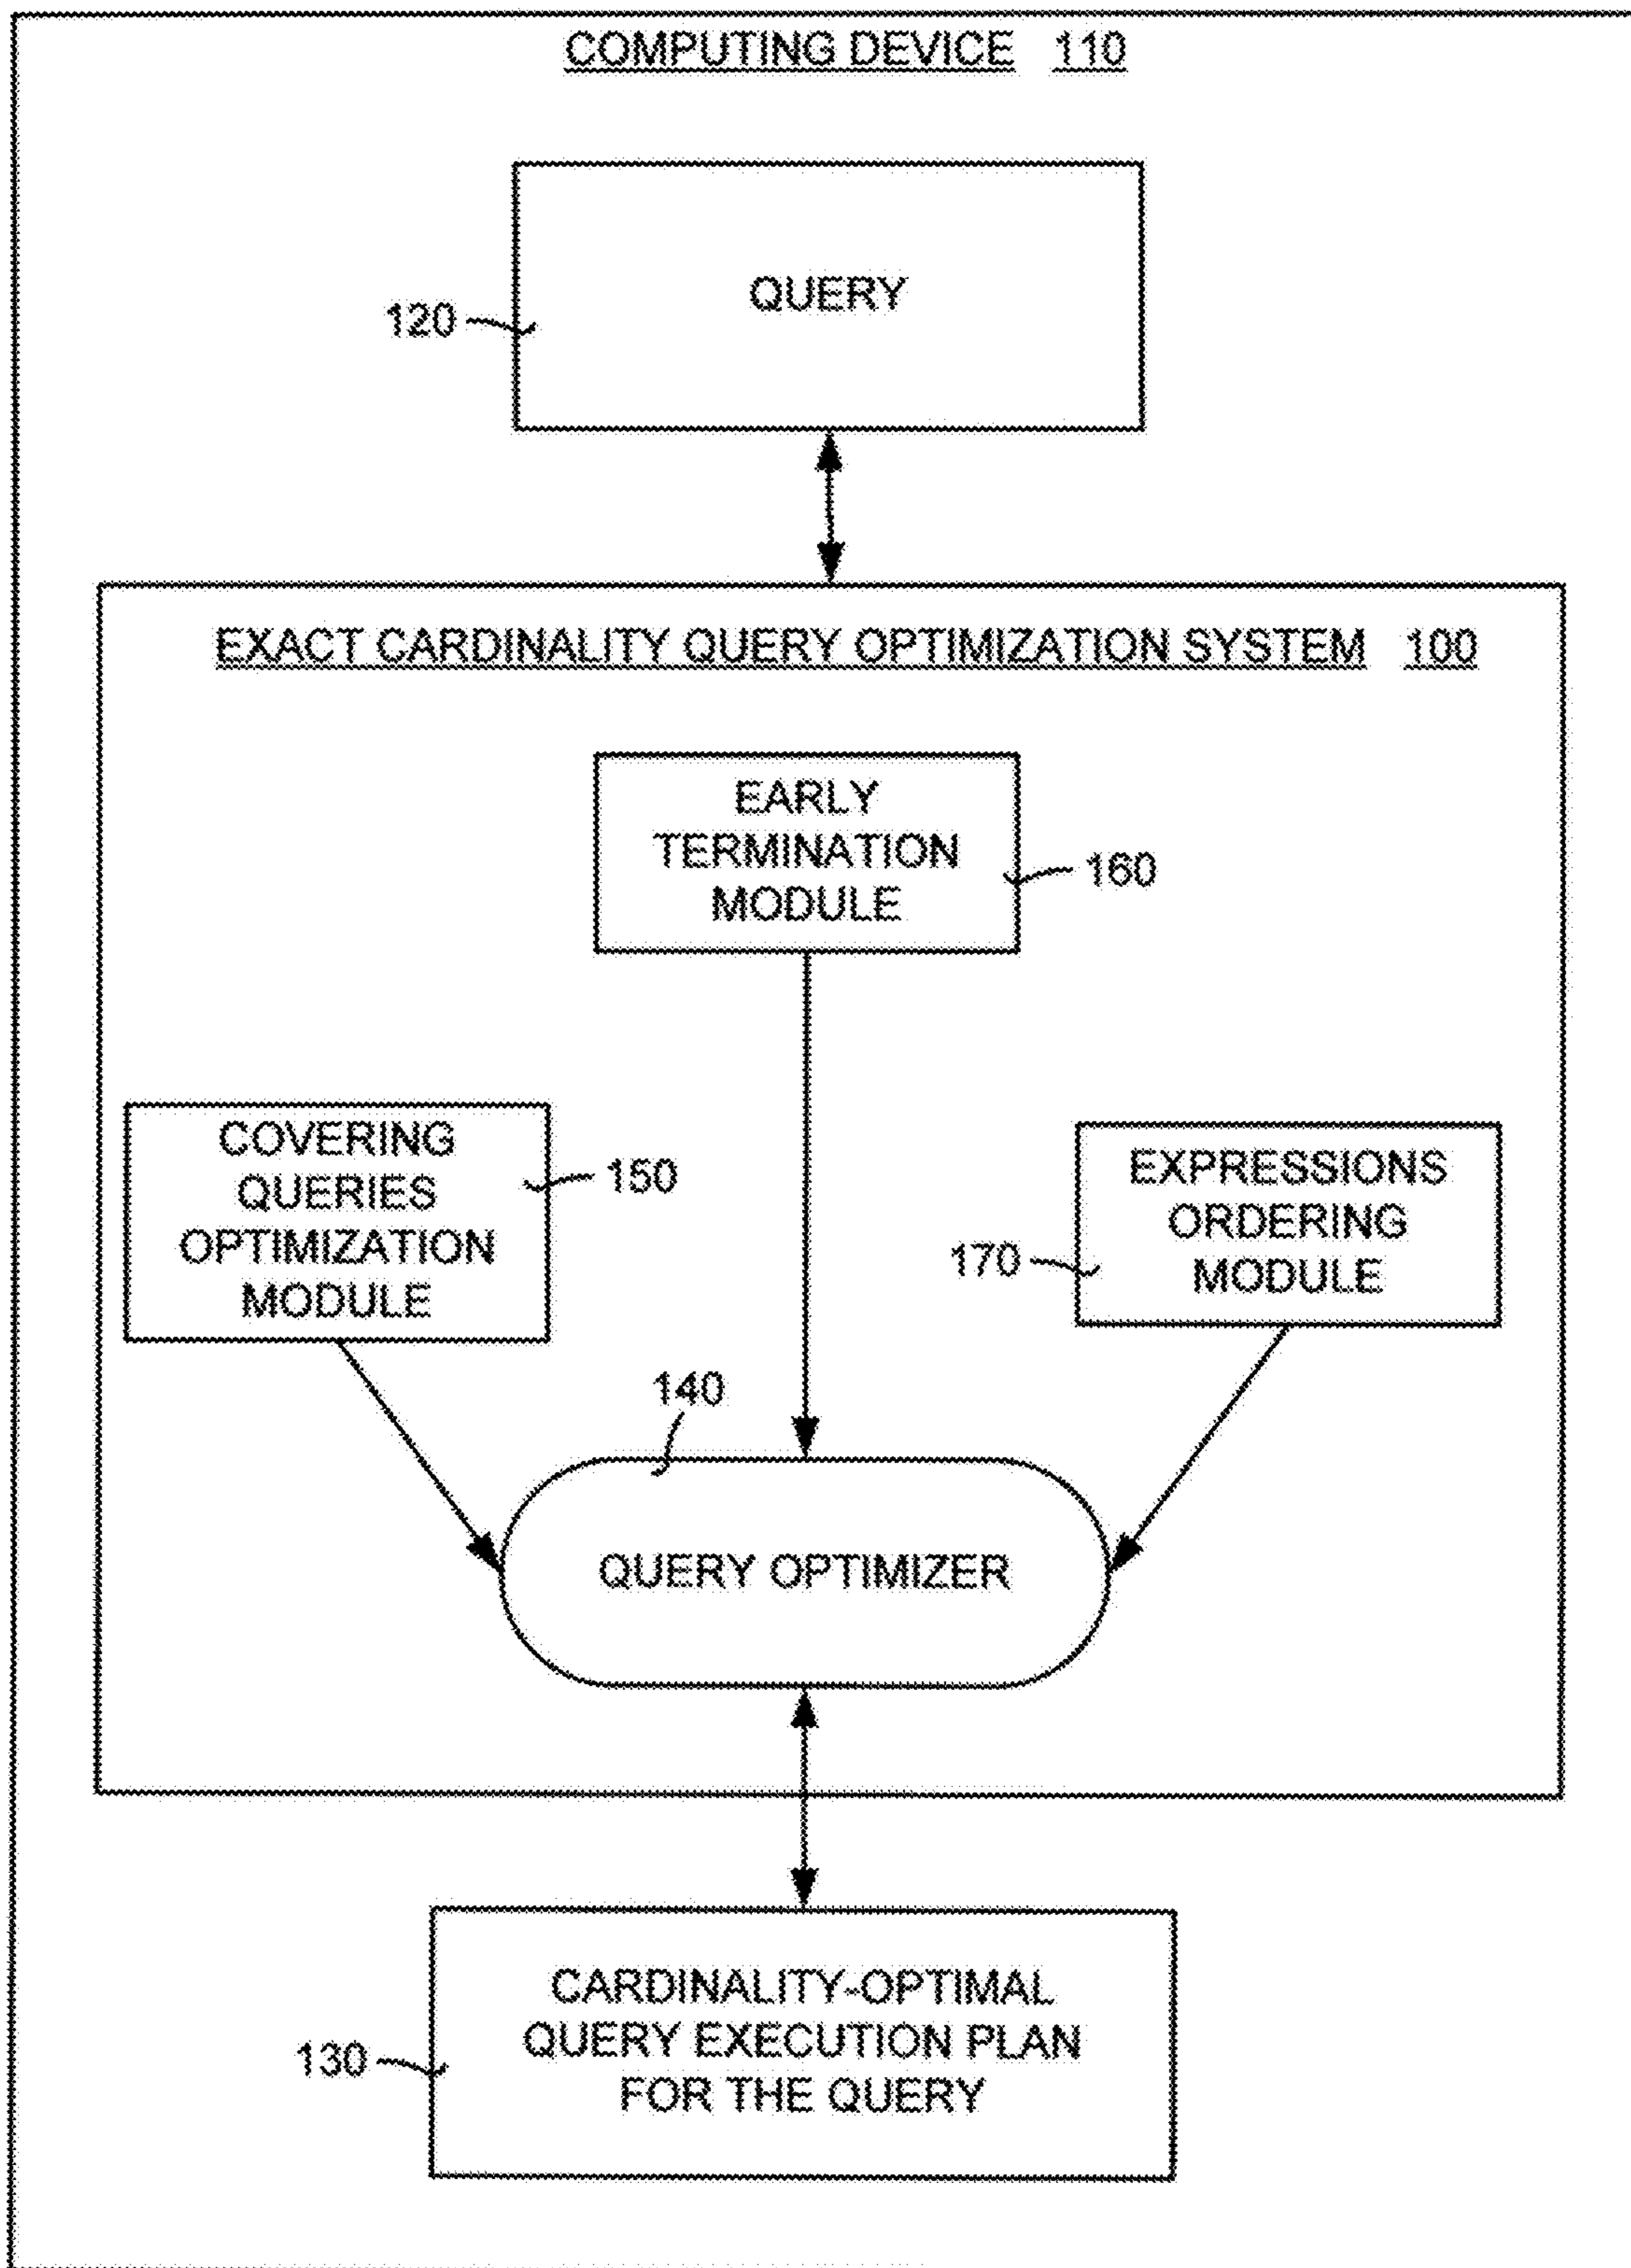 COMPUTING DEVICE 110
QUERY
120
EXACT CARDINALITY QUERY OPTIMIZATION SYSTEM 100
EARLY
TERMINATION
MODULE
160
COVERING
QUERIES
OPTIMIZATION
MODULE
150
EXPRESSIONS
ORDERING
MODULE
170
140
QUERY OPTIMIZER
CARDINALITY-OPTIMAL
QUERY EXECUTION PLAN
FOR THE QUERY
130